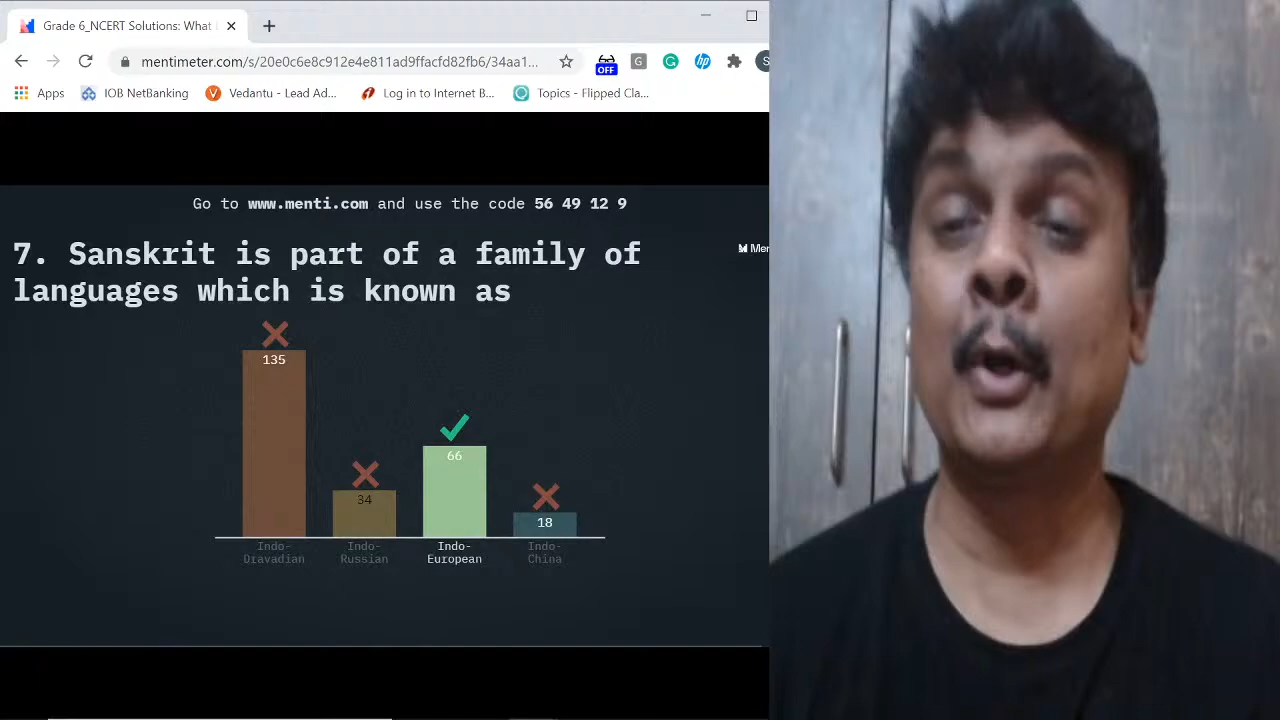 Grade 6_NCERT Solutions: What
mentimeter.com/s/20e0c6e8c912e4e811ad9ffacfd82fb6/34aa1...
OFF
G
G
hp
S
Apps
IOB NetBanking
V
Vedantu - Lead Ad...
Log in to Internet B...
Topics - Flipped Cla...
Go to www.menti.com and use the code 56 49 12 9
7. Sanskrit is part of a family of
languages which is known as
135
34
66
18
Indo-
Dravadian
Indo-
Russian
Indo-
European
Indo-
China